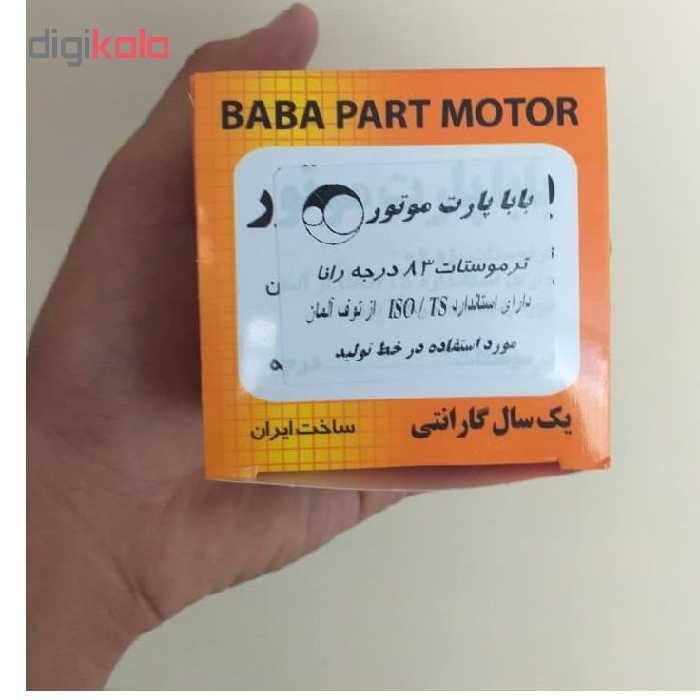 digikala
BABA PART MOTOR
بابا پارت موتور
ترموستات ۸۳ درجه رانا
دارای استاندارد ISO / TS از توف آلمان
مورد استفاده در خط تولید
یک سال گارانتی ساخت ایران